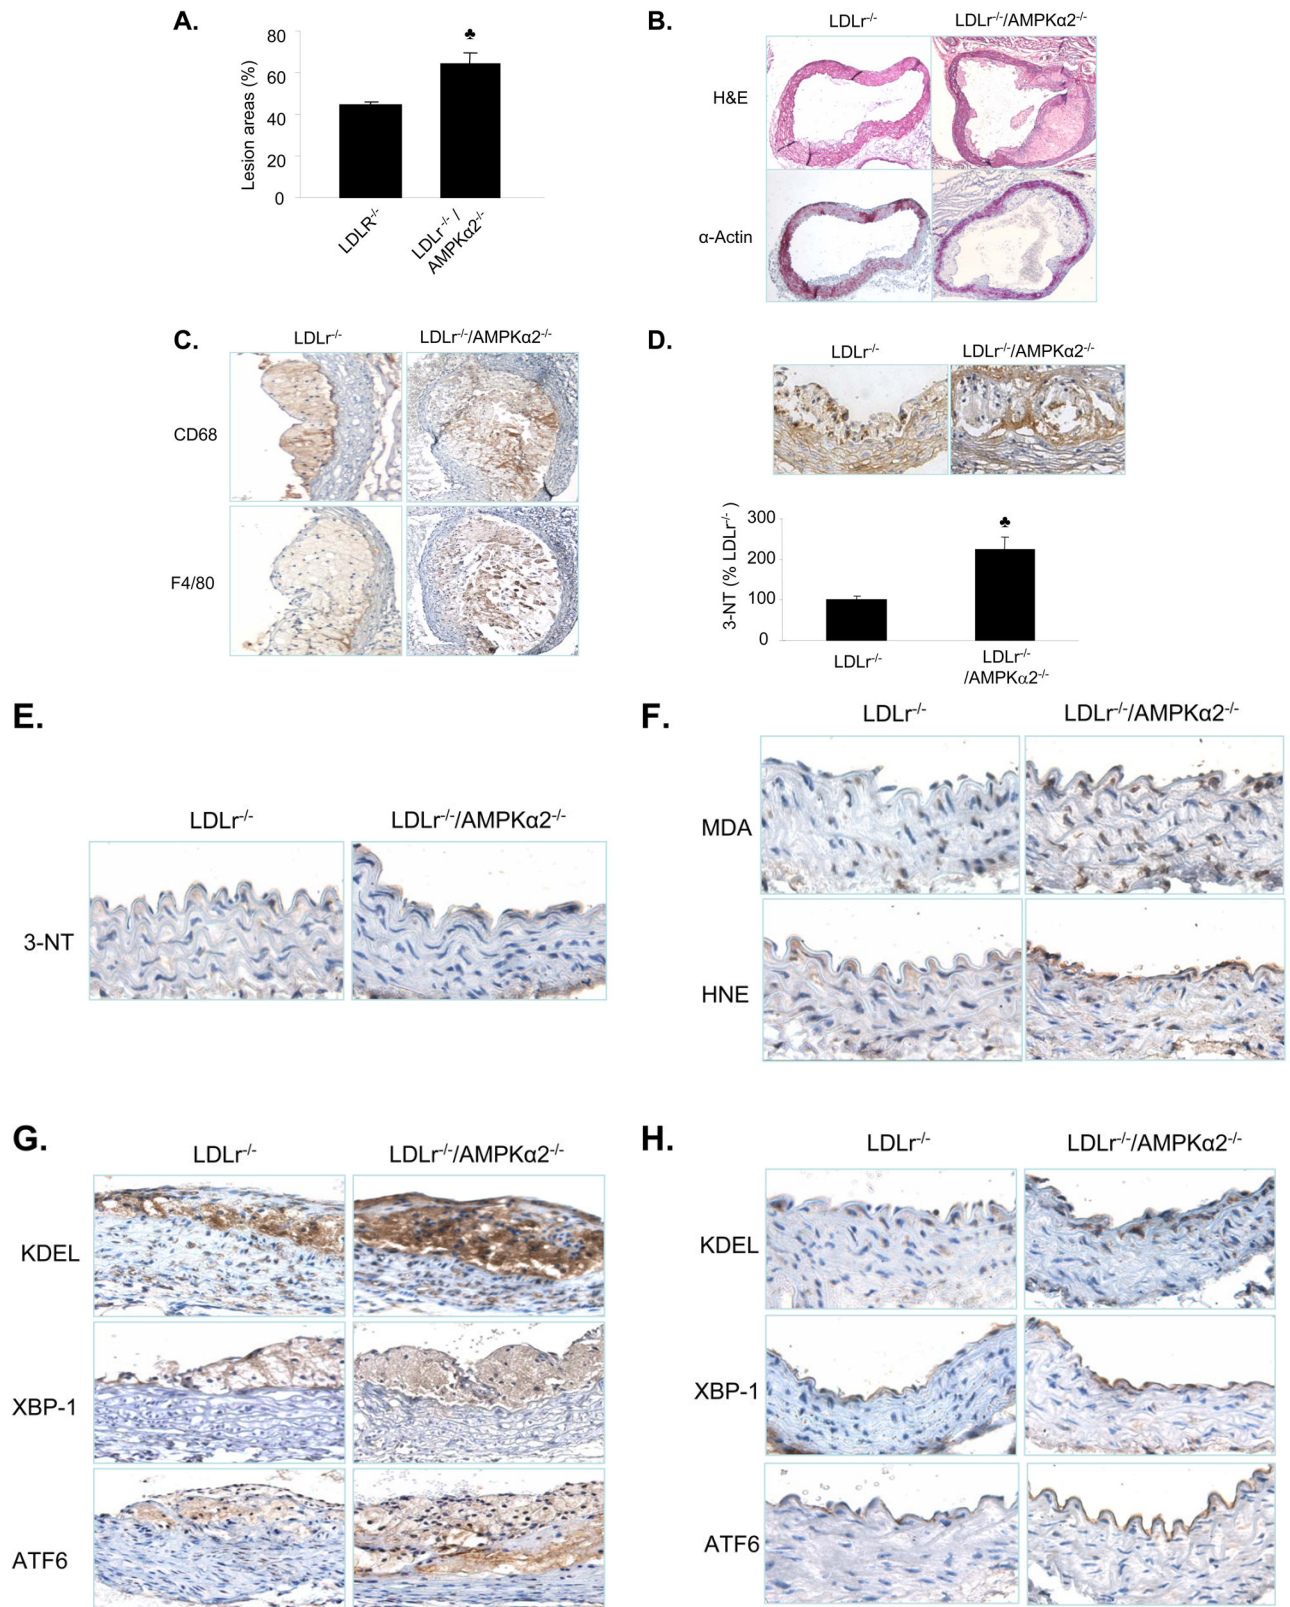 A.
80
60
40
20
0
Lesion areas (%)
♣
LDLR-/-
LDLr-/- /
AMPKα2-/-
B.
LDLr-/-
LDLr-/-/AMPKα2-/-
H&E
α-Actin
C.
LDLr-/-
LDLr-/-/AMPKα2-/-
CD68
F4/80
D.
LDLr-/-
LDLr-/-/AMPKα2-/-
3-NT (% LDLr-/- )
300
200
100
0
♣
LDLr-/-
LDLr-/-
/AMPKα2-/-
E.
LDLr-/-
LDLr-/-/AMPKα2-/-
3-NT
F.
LDLr-/-
LDLr-/-/AMPKα2-/-
MDA
HNE
G.
LDLr-/-
LDLr-/-/AMPKα2-/-
KDEL
XBP-1
ATF6
H.
LDLr-/-
LDLr-/-/AMPKα2-/-
KDEL
XBP-1
ATF6